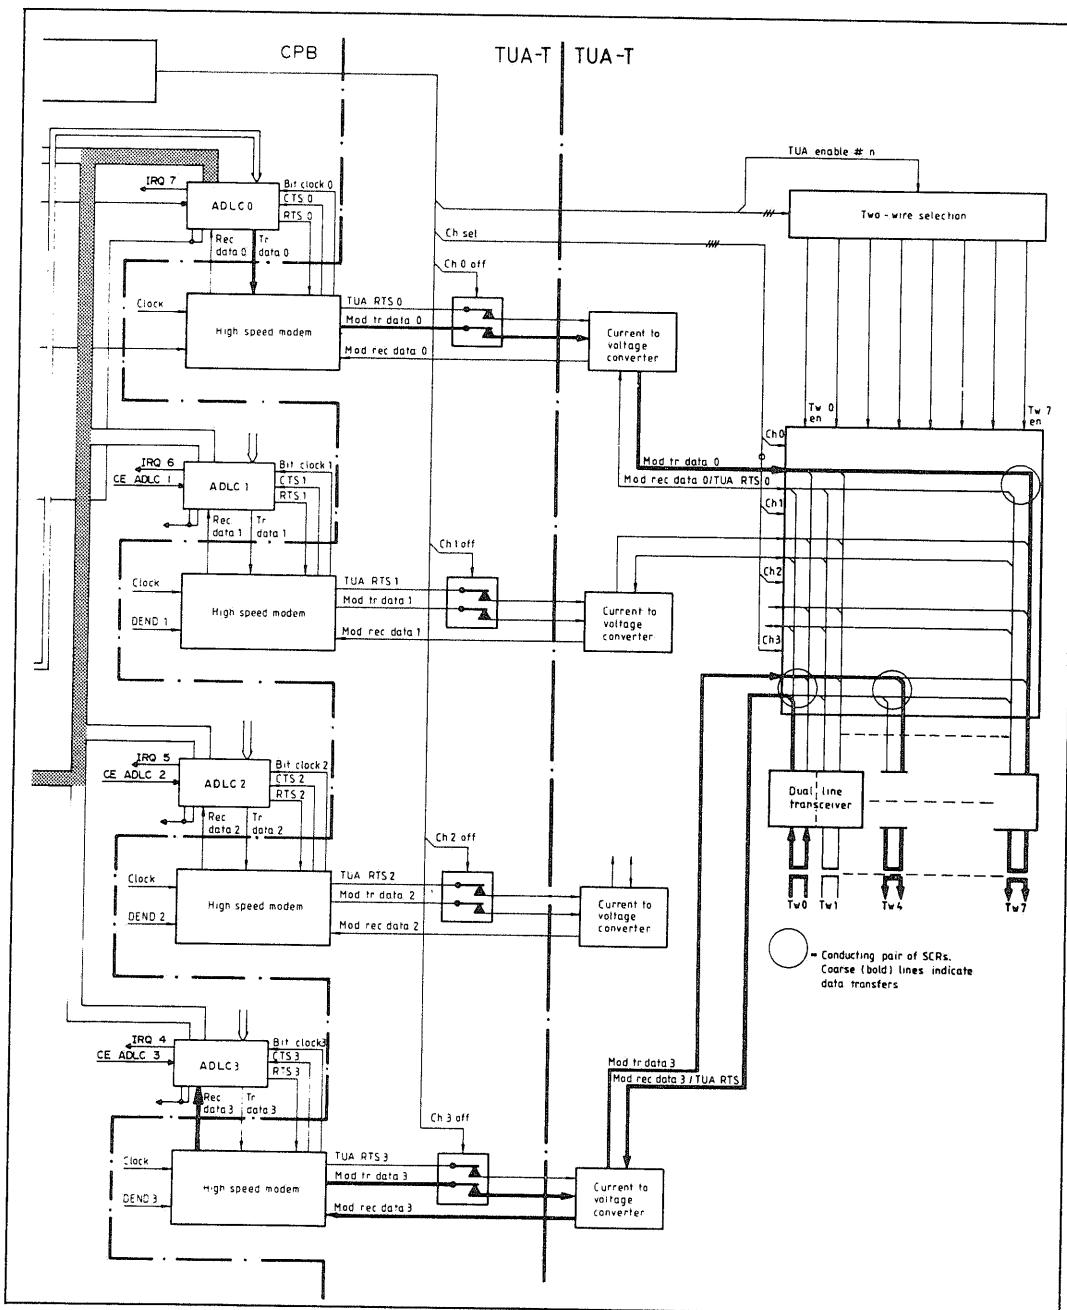 CPB
TUA-T
TUA-T
TUA enable # n
Two-wire selection
IRQ 7
ADLC 0
Bit clock 0
CTS 0
RTS 0
Rec data 0
Tr data 0
Ch sel
Ch 0 off
Clock
High speed modem
TUA RTS 0
Mod tr data 0
Mod rec data 0
Current to
voltage
converter
Tw 0
en
Tw 7
en
Ch0
Mod tr data 0
Mod rec data 0/TUA RTS 0
Ch1
IRQ 6
CE ADLC 1
ADLC 1
Bit clock 1
CTS 1
RTS 1
Rec data 1
Tr data 1
Ch 1 off
Clock
DEND 1
High speed modem
TUA RTS 1
Mod tr data 1
Mod rec data 1
Current to
voltage
converter
Ch2
Ch3
IRQ 5
CE ADLC 2
ADLC 2
Bit clock 2
CTS 2
RTS 2
Rec data 2
Tr data 2
Ch 2 off
Clock
DEND 2
High speed modem
TUA RTS 2
Mod tr data 2
Mod rec data 2
Current to
voltage
converter
Dual line
transceiver
Tw0
Tw1
Tw4
Tw7
= Conducting pair of SCRs.
Coarse (bold) lines indicate
data transfers
IRQ 4
CE ADLC 3
ADLC 3
Bit clock 3
CTS 3
RTS 3
Rec data 3
Tr data 3
Mod tr data 3
Mod rec data 3 / TUA RTS
Ch 3 off
Clock
DEND 3
High speed modem
TUA RTS 3
Mod tr data 3
Mod rec data 3
Current to
voltage
converter